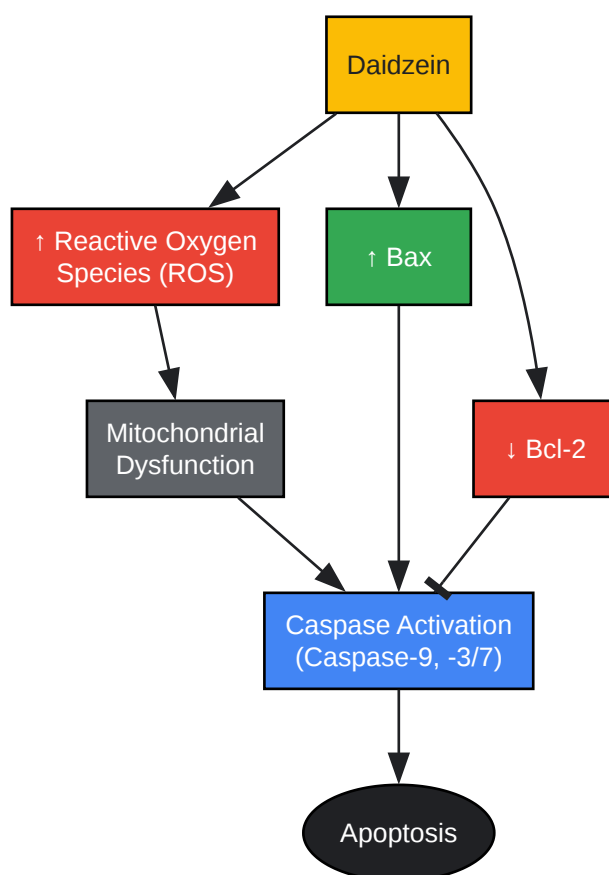 Daidzein
↑ Reactive Oxygen
Species (ROS)
↑ Bax
Mitochondrial
Dysfunction
↓ Bcl-2
Caspase Activation
(Caspase-9, -3/7)
Apoptosis